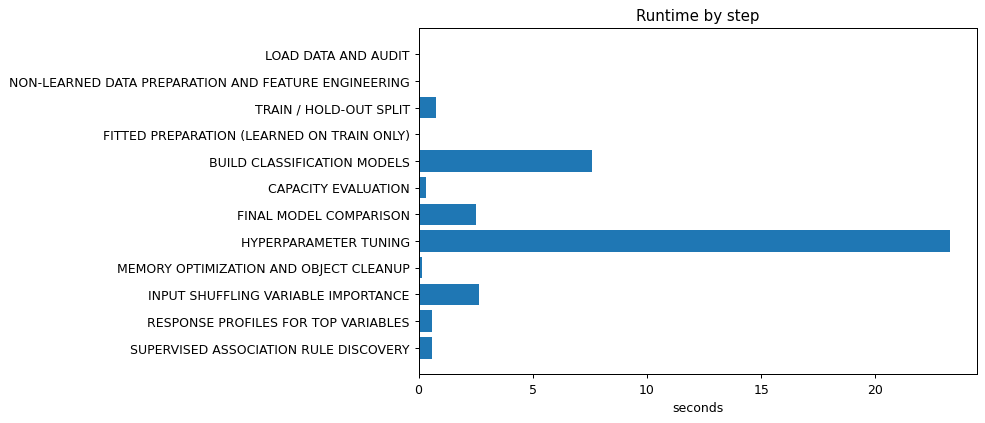 Runtime by step
LOAD DATA AND AUDIT
NON-LEARNED DATA PREPARATION AND FEATURE ENGINEERING
TRAIN / HOLD-OUT SPLIT
FITTED PREPARATION (LEARNED ON TRAIN ONLY)
BUILD CLASSIFICATION MODELS
CAPACITY EVALUATION
FINAL MODEL COMPARISON
HYPERPARAMETER TUNING
MEMORY OPTIMIZATION AND OBJECT CLEANUP
INPUT SHUFFLING VARIABLE IMPORTANCE
RESPONSE PROFILES FOR TOP VARIABLES
SUPERVISED ASSOCIATION RULE DISCOVERY
0 5 10 15 20
seconds